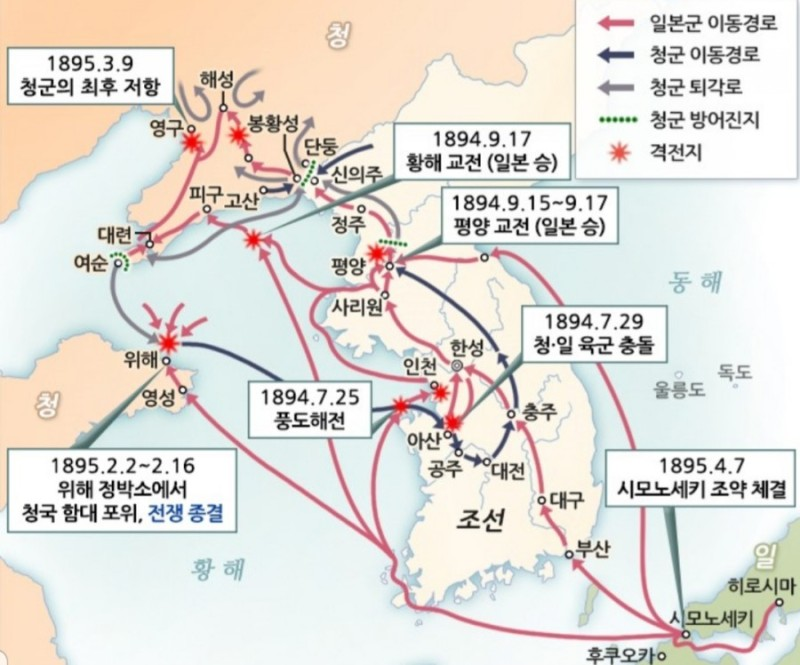 청
일본군 이동경로
청군 이동경로
청군 퇴각로
청군 방어진지
격전지
1895.3.9
청군의 최후 저항
해성
영구
봉황성
단둥
신의주
1894.9.17
황해 교전 (일본 승)
피구
고산
정주
1894.9.15~9.17
평양 교전 (일본 승)
대련
여순
평양
사리원
동해
1894.7.29
청·일 육군 충돌
한성
인천
위해
영성
청
1894.7.25
풍도해전
울릉도
독도
충주
아산
공주
대전
1895.2.2~2.16
위해 정박소에서
청국 함대 포위, 전쟁 종결
1895.4.7
시모노세키 조약 체결
대구
조선
부산
황해
일
히로시마
시모노세키
후쿠오카